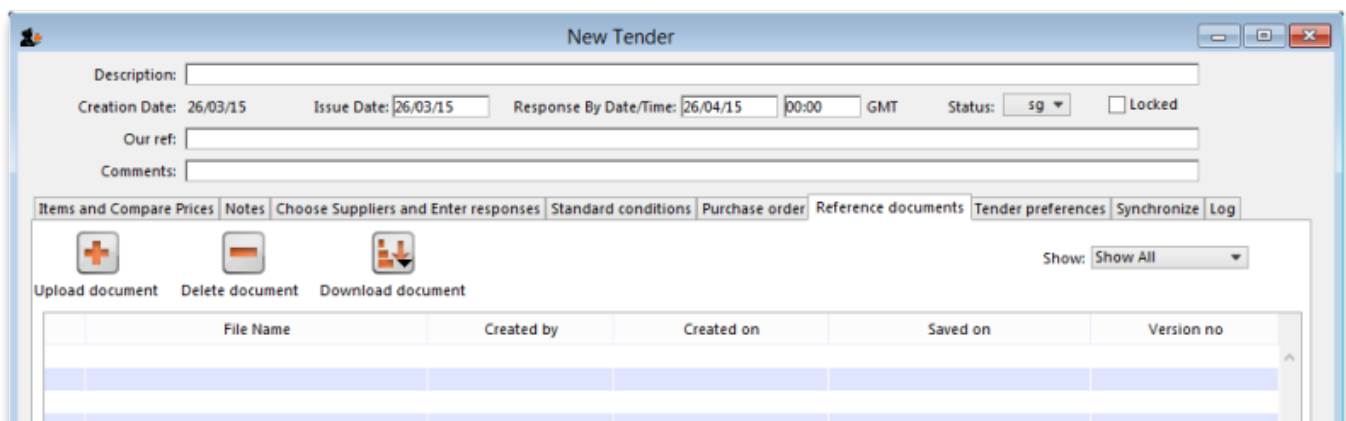 New Tender
Description:
Creation Date: 26/03/15 Issue Date: 26/03/15 Response By Date/Time: 26/04/15 00:00 GMT Status: sg Locked
Our ref:
Comments:
Items and Compare Prices Notes Choose Suppliers and Enter responses Standard conditions Purchase order Reference documents Tender preferences Synchronize Log
Show: Show All
Upload document Delete document Download document
File Name Created by Created on Saved on Version no